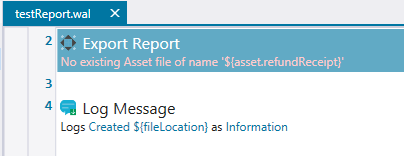 testReport.wal
2 Export Report
No existing Asset file of name '${asset.refundReceipt}'
3
4 Log Message
Logs Created ${fileLocation} as Information